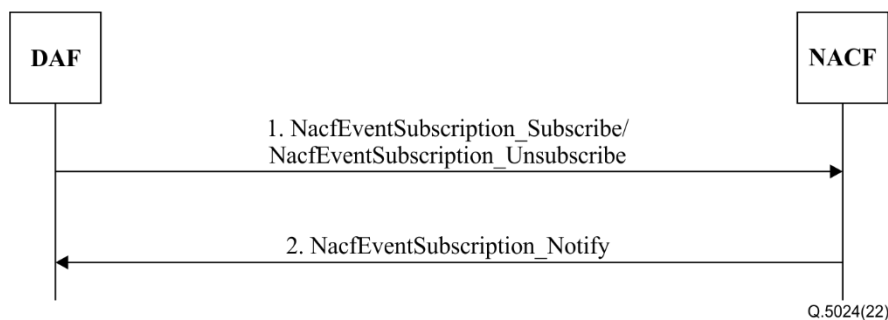 DAF
NACF
1. NacfEventSubscription_Subscribe/
NacfEventSubscription_Unsubscribe
2. NacfEventSubscription_Notify
Q.5024(22)